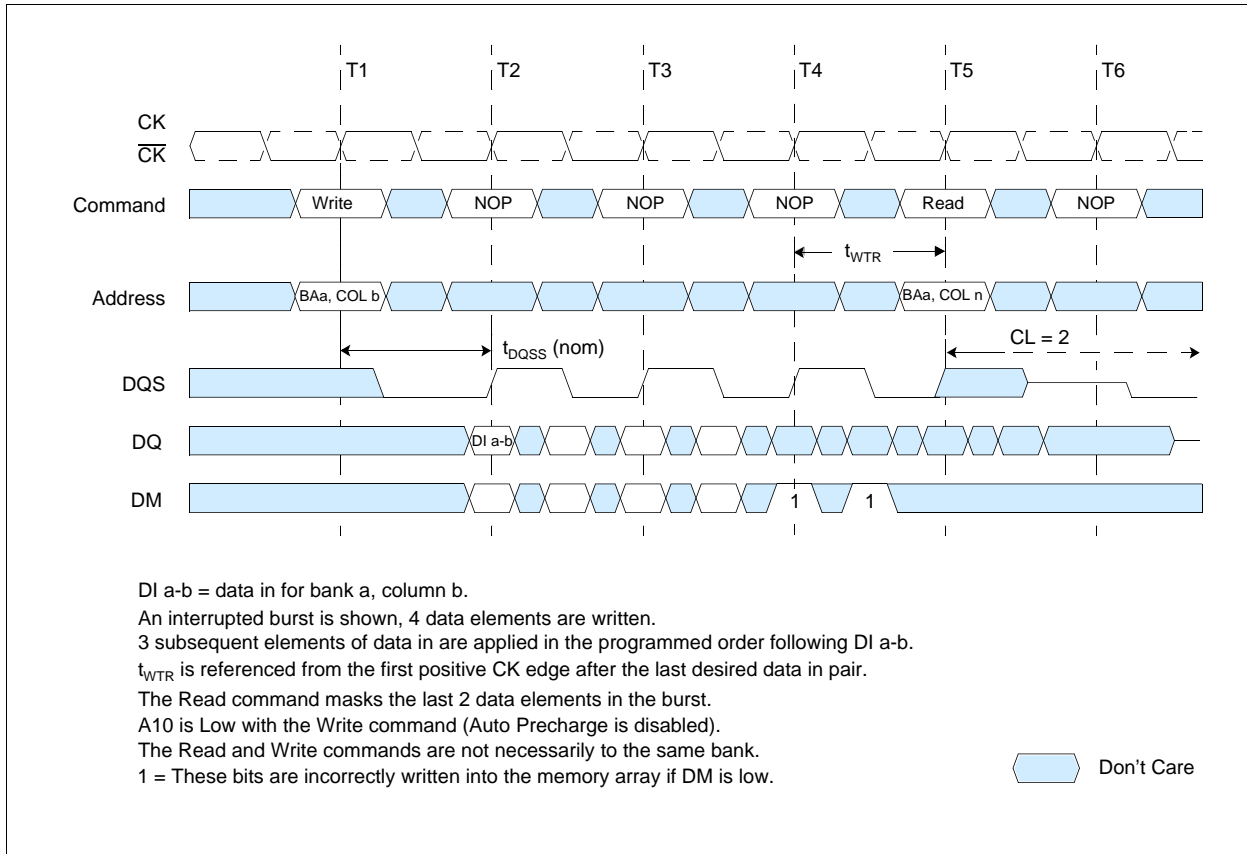 T1 T2 T3 T4 T5 T6
CK
CK
Command Write NOP NOP NOP Read NOP
tWTR
Address BAa, COL b BAa, COL n
tDQSS (nom) CL = 2
DQS
DQ DI a-b
DM 1 1
DI a-b = data in for bank a, column b.
An interrupted burst is shown, 4 data elements are written.
3 subsequent elements of data in are applied in the programmed order following DI a-b.
tWTR is referenced from the first positive CK edge after the last desired data in pair.
The Read command masks the last 2 data elements in the burst.
A10 is Low with the Write command (Auto Precharge is disabled).
The Read and Write commands are not necessarily to the same bank.
1 = These bits are incorrectly written into the memory array if DM is low.
Don't Care